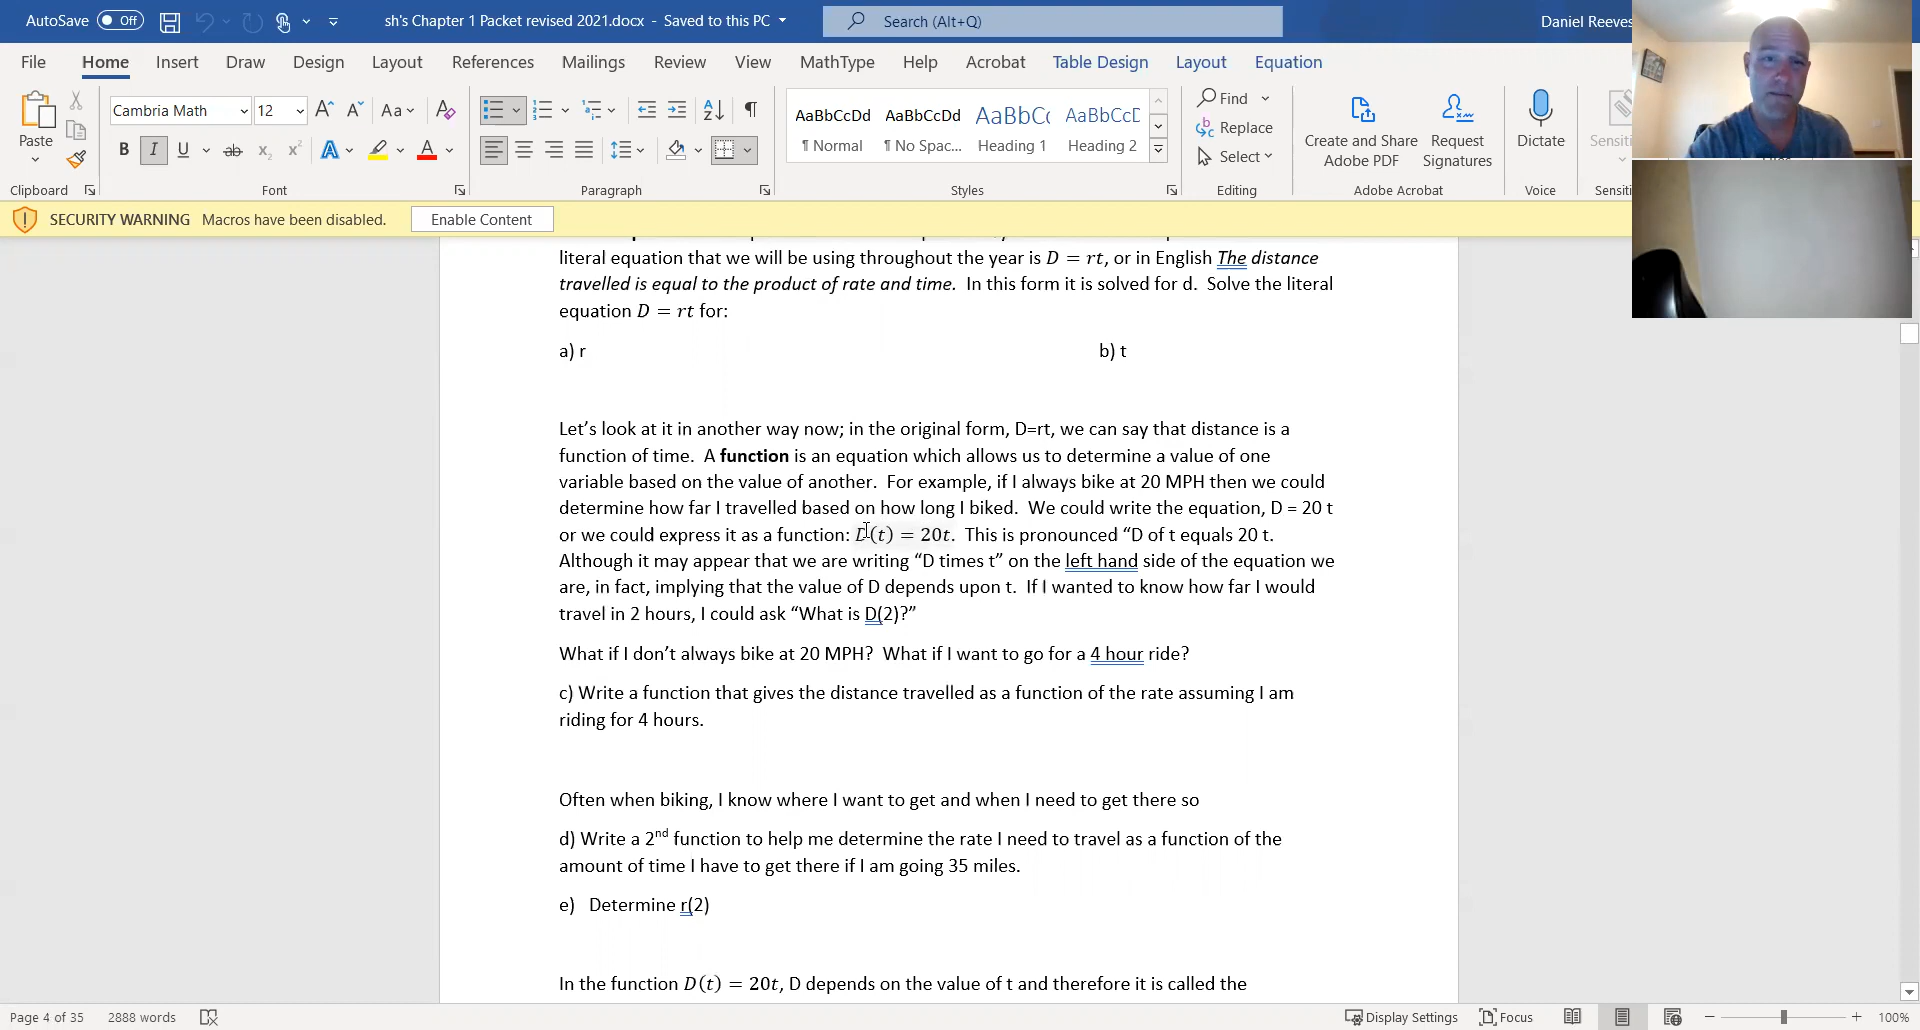 AutoSave Off sh's Chapter 1 Packet revised 2021.docx - Saved to this PC Search (Alt+Q) Daniel Reeves
File Home Insert Draw Design Layout References Mailings Review View MathType Help Acrobat Table Design Layout Equation
Cambria Math 12 Aa
Paste
B I U ab x₂ x² A A
AaBbCcDd AaBbCcDd AaBbC AaBbCcD
¶ Normal ¶ No Spac... Heading 1 Heading 2
Find
Replace
Select
Create and Share Adobe PDF
Request Signatures
Dictate
Sensiti
Clipboard Font Paragraph Styles Editing Adobe Acrobat Voice Sensiti
SECURITY WARNING Macros have been disabled. Enable Content
literal equation that we will be using throughout the year is D = rt, or in English The distance
travelled is equal to the product of rate and time. In this form it is solved for d. Solve the literal
equation D = rt for:
a) r b) t
Let's look at it in another way now; in the original form, D=rt, we can say that distance is a
function of time. A function is an equation which allows us to determine a value of one
variable based on the value of another. For example, if I always bike at 20 MPH then we could
determine how far I travelled based on how long I biked. We could write the equation, D = 20 t
or we could express it as a function: D(t) = 20t. This is pronounced “D of t equals 20 t.
Although it may appear that we are writing “D times t” on the left hand side of the equation we
are, in fact, implying that the value of D depends upon t. If I wanted to know how far I would
travel in 2 hours, I could ask “What is D(2)?”
What if I don't always bike at 20 MPH? What if I want to go for a 4 hour ride?
c) Write a function that gives the distance travelled as a function of the rate assuming I am
riding for 4 hours.
Often when biking, I know where I want to get and when I need to get there so
d) Write a 2nd function to help me determine the rate I need to travel as a function of the
amount of time I have to get there if I am going 35 miles.
e) Determine r(2)
In the function D(t) = 20t, D depends on the value of t and therefore it is called the
Page 4 of 35 2888 words Display Settings Focus 100%